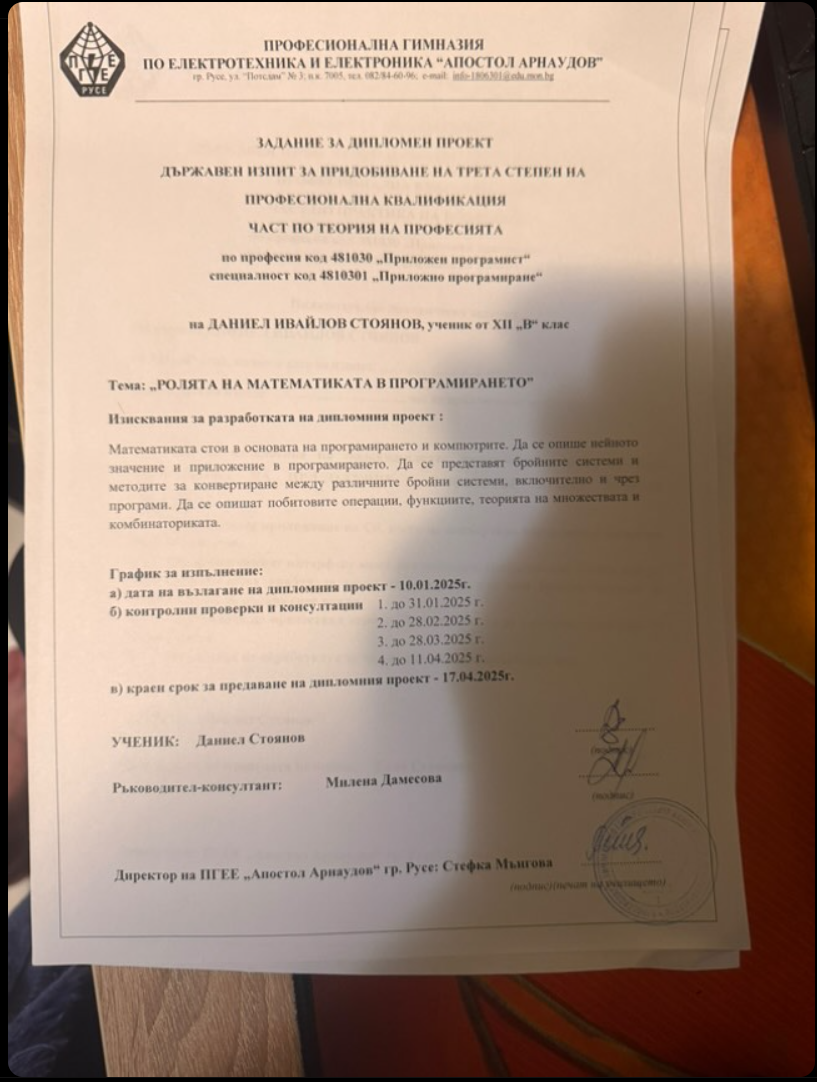 П Г Е Е
РУСЕ
ПРОФЕСИОНАЛНА ГИМНАЗИЯ
ПО ЕЛЕКТРОТЕХНИКА И ЕЛЕКТРОНИКА “АПОСТОЛ АРНАУДОВ”
гр. Русе, ул. “Потсдам” № 3; п.к. 7005, тел. 082/84-60-96; e-mail: info-1806301@edu.mon.bg
ЗАДАНИЕ ЗА ДИПЛОМЕН ПРОЕКТ
ДЪРЖАВЕН ИЗПИТ ЗА ПРИДОБИВАНЕ НА ТРЕТА СТЕПЕН НА
ПРОФЕСИОНАЛНА КВАЛИФИКАЦИЯ
ЧАСТ ПО ТЕОРИЯ НА ПРОФЕСИЯТА
по професия код 481030 „Приложен програмист“
специалност код 4810301 „Приложно програмиране“
на ДАНИЕЛ ИВАЙЛОВ СТОЯНОВ, ученик от XII „В“ клас
Тема: „РОЛЯТА НА МАТЕМАТИКАТА В ПРОГРАМИРАНЕТО”
Изисквания за разработката на дипломния проект :
Математиката стои в основата на програмирането и компютрите. Да се опише нейното
значение и приложение в програмирането. Да се представят бройните системи и
методите за конвертиране между различните бройни системи, включително и чрез
програми. Да се опишат побитовите операции, функциите, теорията на множествата и
комбинаториката.
График за изпълнение:
а) дата на възлагане на дипломния проект - 10.01.2025г.
б) контролни проверки и консултации 1. до 31.01.2025 г.
2. до 28.02.2025 г.
3. до 28.03.2025 г.
4. до 11.04.2025 г.
в) краен срок за предаване на дипломния проект - 17.04.2025г.
УЧЕНИК: Даниел Стоянов
(подпис)
Ръководител-консултант: Милена Дамесова
(подпис)
Директор на ПГЕЕ „Апостол Арнаудов“ гр. Русе: Стефка Мънгова
(подпис)(печат на училището)